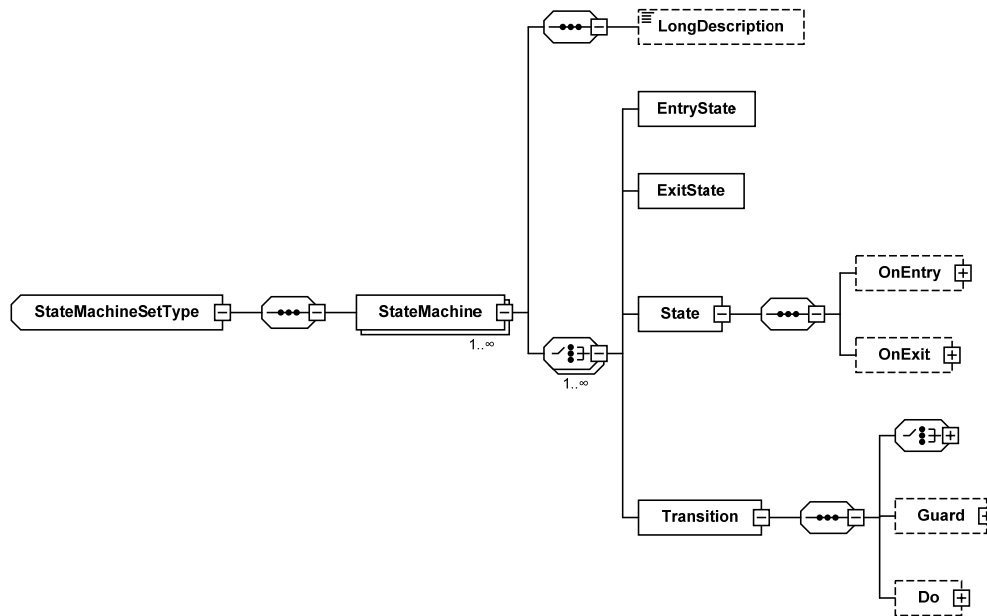 LongDescription
EntryState
ExitState
StateMachineSetType
StateMachine
1..∞
1..∞
State
OnEntry
OnExit
Transition
Guard
Do